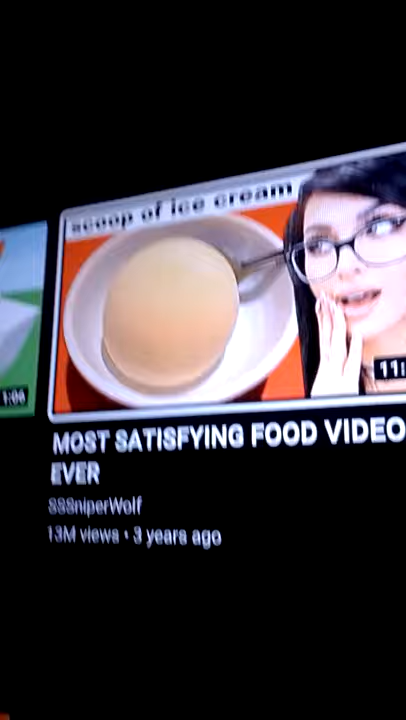 scoop of ice cream
1:06
11:
MOST SATISFYING FOOD VIDEO
EVER
SSSniperWolf
13M views • 3 years ago